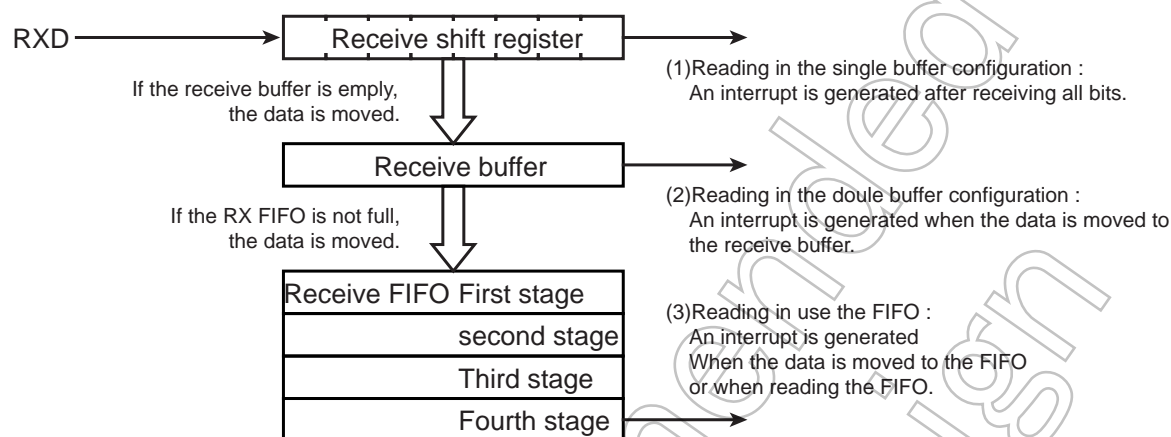 RXD
Receive shift register
(1)Reading in the single buffer configuration :
An interrupt is generated after receiving all bits.
If the receive buffer is emply,
the data is moved.
Receive buffer
(2)Reading in the doule buffer configuration :
An interrupt is generated when the data is moved to
the receive buffer.
If the RX FIFO is not full,
the data is moved.
Receive FIFO First stage
second stage
Third stage
Fourth stage
(3)Reading in use the FIFO :
An interrupt is generated
When the data is moved to the FIFO
or when reading the FIFO.